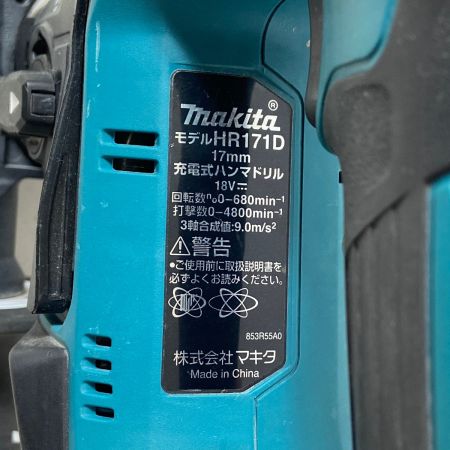 makita®
モデルHR171D
17mm
充電式ハンマドリル
18V⎓
回転数n₀0-680min⁻¹
打撃数0-4800min⁻¹
3軸合成値:9.0m/s²
⚠警告
●ご使用前に取扱説明書を
必ずよくお読みください。
853R55A0
株式会社マキタ
Made in China